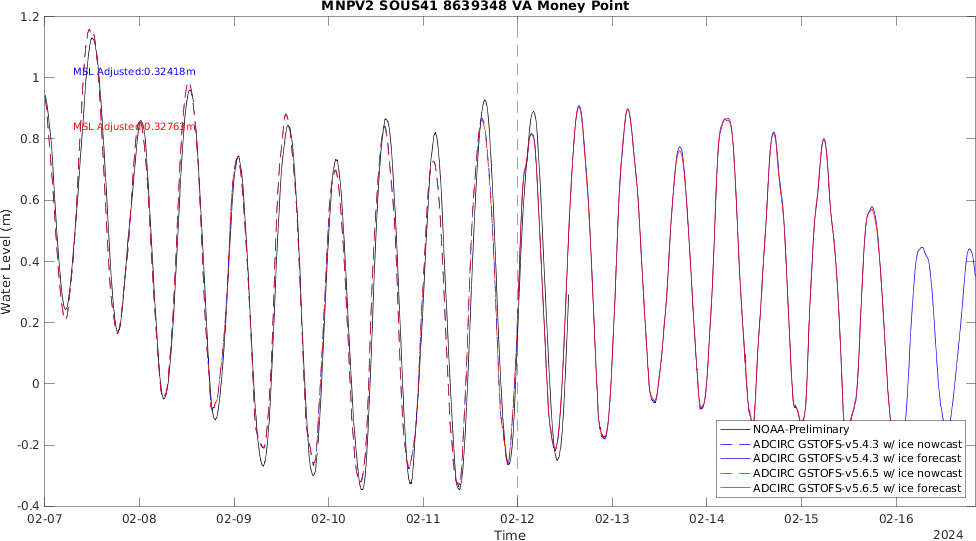 MNPV2 SOUS41 8639348 VA Money Point
1.2
1
0.8
0.6
0.4
0.2
0
-0.2
-0.4
Water Level (m)
MSL Adjusted:0.32418m
MSL Adjusted:0.32763m
NOAA-Preliminary
ADCIRC GSTOFS-v5.4.3 w/ ice nowcast
ADCIRC GSTOFS-v5.4.3 w/ ice forecast
ADCIRC GSTOFS-v5.6.5 w/ ice nowcast
ADCIRC GSTOFS-v5.6.5 w/ ice forecast
02-07 02-08 02-09 02-10 02-11 02-12 02-13 02-14 02-15 02-16
Time
2024